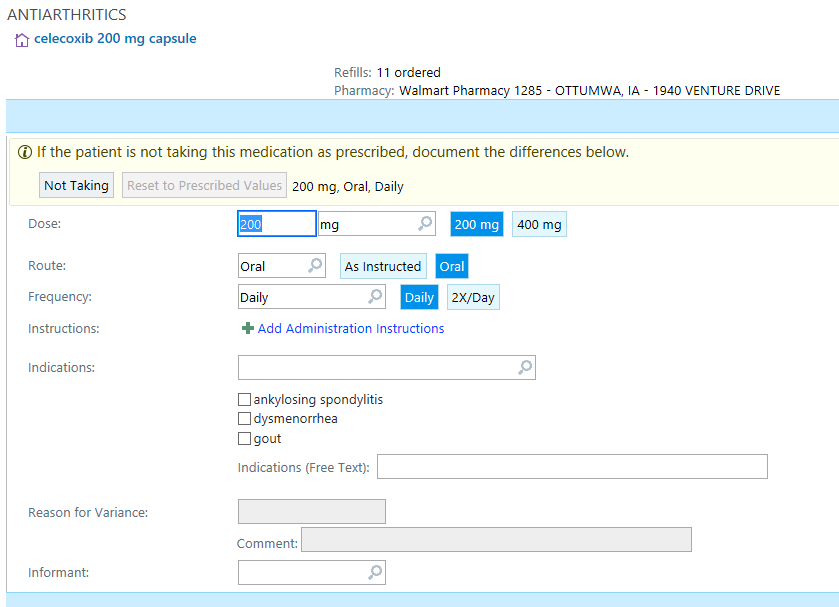 ANTIARTHRITICS
celecoxib 200 mg capsule
Refills: 11 ordered
Pharmacy: Walmart Pharmacy 1285 - OTTUMWA, IA - 1940 VENTURE DRIVE
If the patient is not taking this medication as prescribed, document the differences below.
Not Taking Reset to Prescribed Values 200 mg, Oral, Daily
Dose: 200 mg 200 mg 400 mg
Route: Oral As Instructed Oral
Frequency: Daily Daily 2X/Day
Instructions: Add Administration Instructions
Indications:
ankylosing spondylitis
dysmenorrhea
gout
Indications (Free Text):
Reason for Variance:
Comment:
Informant: